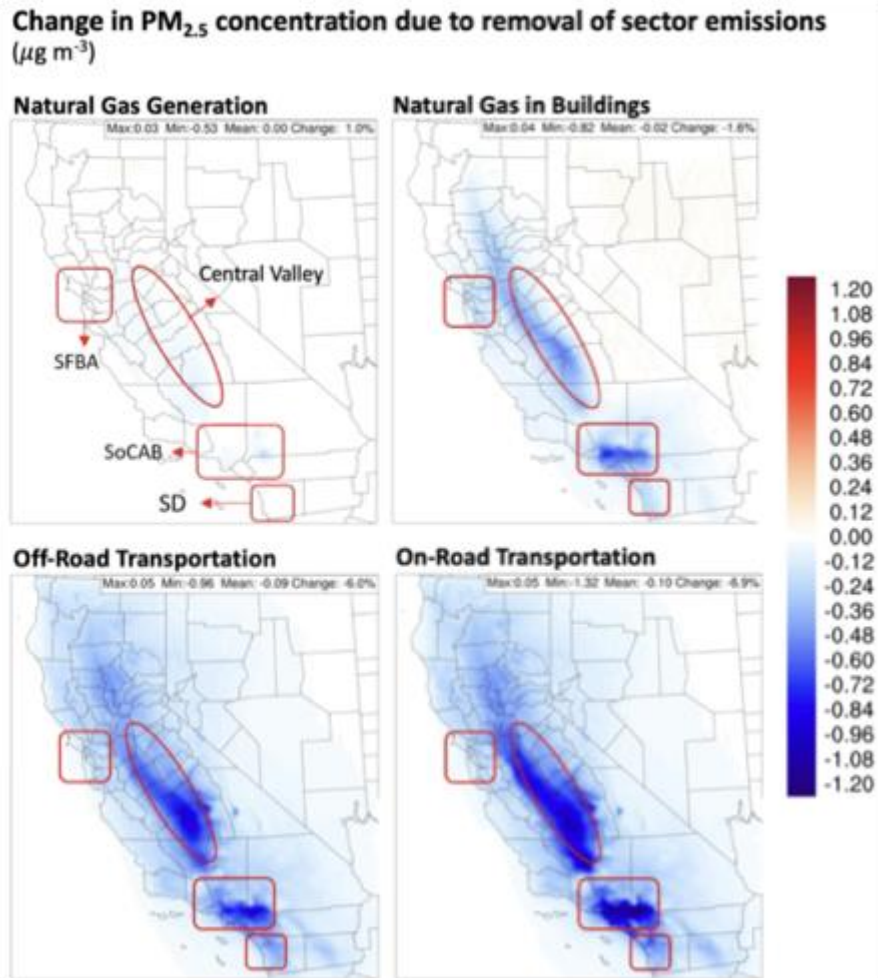 Change in PM2.5 concentration due to removal of sector emissions
(μg m-3)
Natural Gas Generation
Max:0.03 Min:-0.53 Mean: 0.00 Change: 1.0%
Central Valley
SFBA
SoCAB
SD
Natural Gas in Buildings
Max:0.04 Min:-0.82 Mean: -0.02 Change: -1.6%
Off-Road Transportation
Max:0.05 Min:-0.96 Mean: -0.09 Change: -6.0%
On-Road Transportation
Max:0.05 Min:-1.32 Mean: -0.10 Change: -6.9%
1.20
1.08
0.96
0.84
0.72
0.60
0.48
0.36
0.24
0.12
0.00
-0.12
-0.24
-0.36
-0.48
-0.60
-0.72
-0.84
-0.96
-1.08
-1.20